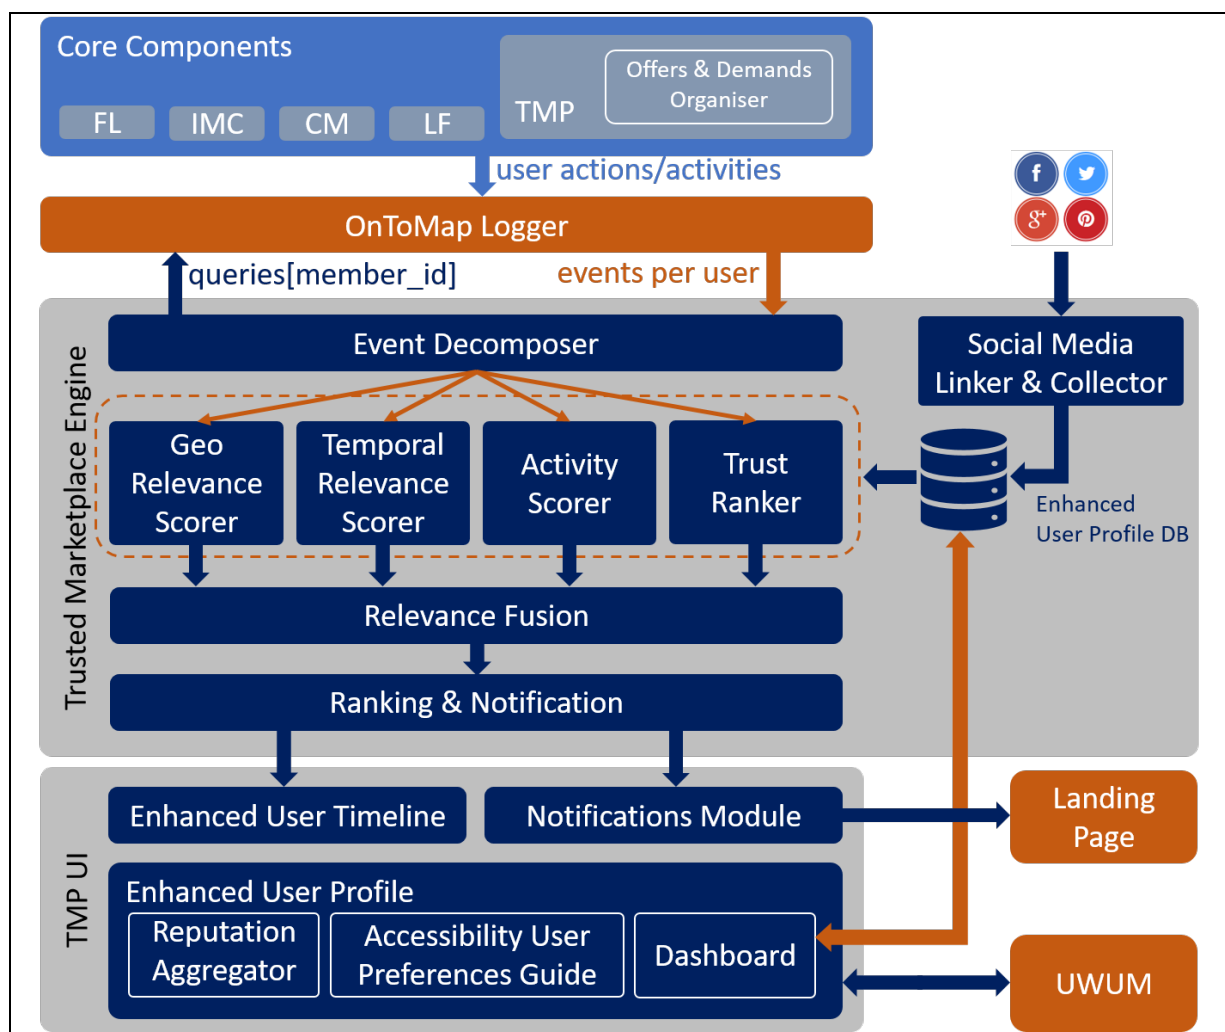 Core Components
Offers & Demands
Organiser
TMP
FL
IMC
CM
LF
user actions/activities
OnToMap Logger
f
g+
queries[member_id]
events per user
Trusted Marketplace Engine
Event Decomposer
Social Media
Linker & Collector
Geo
Relevance
Scorer
Temporal
Relevance
Scorer
Activity
Scorer
Trust
Ranker
Enhanced
User Profile DB
Relevance Fusion
Ranking & Notification
TMP UI
Enhanced User Timeline
Notifications Module
Landing
Page
Enhanced User Profile
Reputation
Aggregator
Accessibility User
Preferences Guide
Dashboard
UWUM